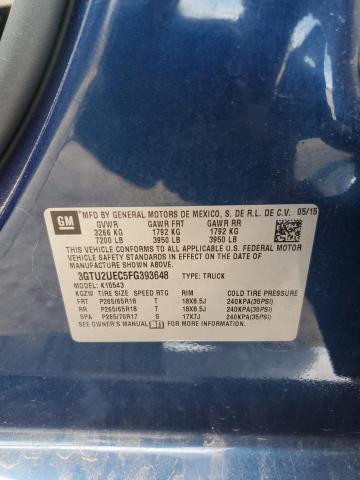 GM
MFD BY GENERAL MOTORS DE MEXICO, S. DE R.L. DE C.V. 05/15
GVWR GAWR FRT GAWR RR
3266 KG 1792 KG 1792 KG
7200 LB 3950 LB 3950 LB
THIS VEHICLE CONFORMS TO ALL APPLICABLE U.S. FEDERAL MOTOR
VEHICLE SAFETY STANDARDS IN EFFECT ON THE DATE OF
MANUFACTURE SHOWN ABOVE.
3GTU2UEC5FG393648 TYPE: TRUCK
MODEL: K15543
KGZW TIRE SIZE SPEED RTG RIM COLD TIRE PRESSURE
FRT P265/65R18 T 18X8.5J 240KPA(35PSI)
RR P265/65R18 T 18X8.5J 240KPA(35PSI)
SPA P265/70R17 S 17X7J 240KPA(35PSI)
SEE OWNER'S MANUAL FOR MORE INFORMATION